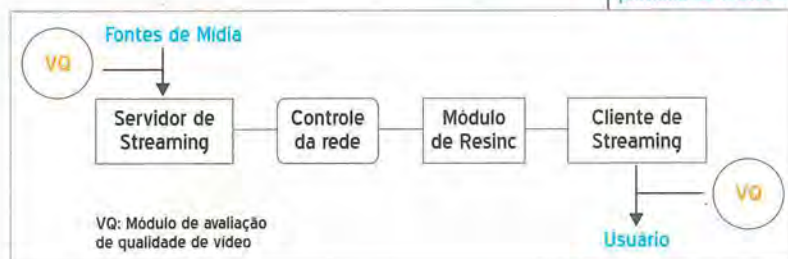 Fontes de Mídia
VQ
Servidor de
Streaming
Controle
da rede
Módulo
de Resinc
Cliente de
Streaming
VQ
VQ: Módulo de avaliação
de qualidade de vídeo
Usuário